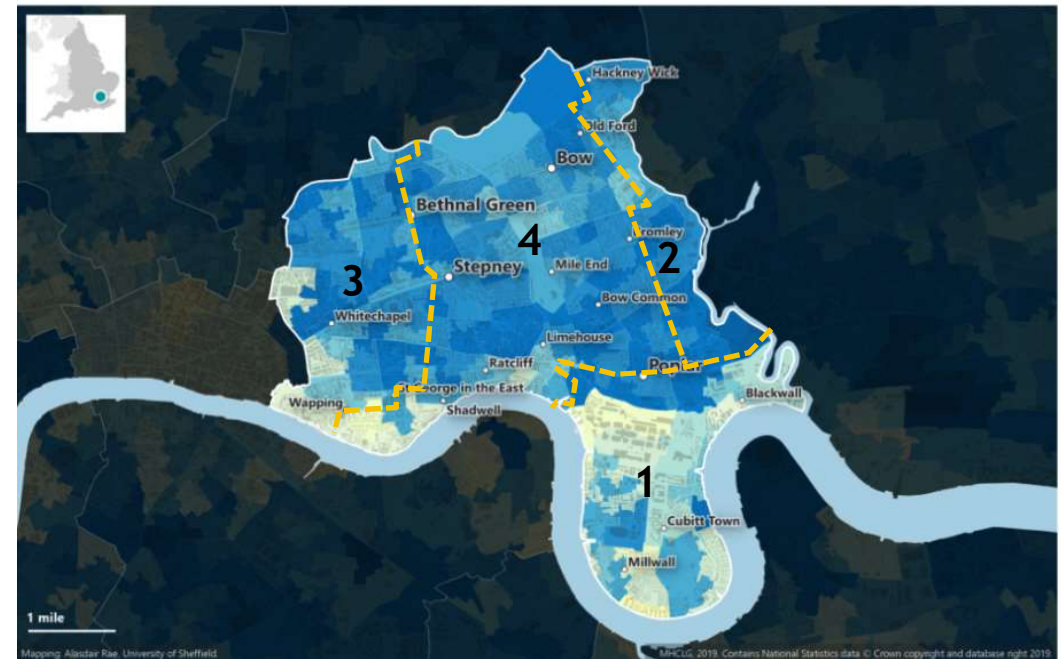 Hackney Wick
Old Ford
Bow
Bethnal Green
4
Bromley
2
3
Stepney
Mile End
Bow Common
Whitechapel
Limehouse
Ratcliff
George in the East
Wapping
Shadwell
Blackwall
1
Cubitt Town
Millwall
1 mile
Mapping: Alasdair Rae, University of Sheffield.
MHCLG, 2019. Contains National Statistics data © Crown copyright and database right 2019.